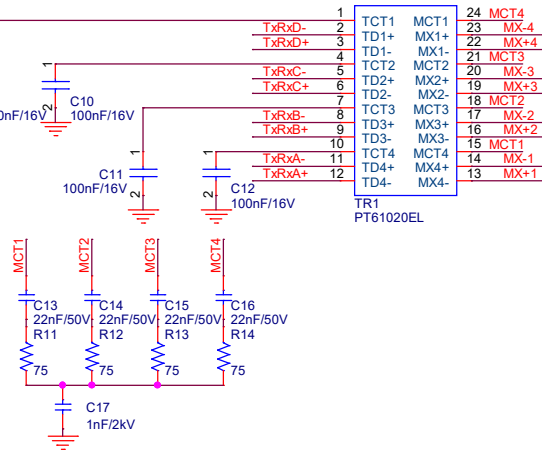 1 TCT1 MCT1 24 MCT4
TxRxD- 2 TD1+ MX1+ 23 MX-4
TxRxD+ 3 TD1- MX1- 22 MX+4
4 TCT2 MCT2 21 MCT3
TxRxC- 5 TD2+ MX2+ 20 MX-3
TxRxC+ 6 TD2- MX2- 19 MX+3
7 TCT3 MCT3 18 MCT2
TxRxB- 8 TD3+ MX3+ 17 MX-2
TxRxB+ 9 TD3- MX3- 16 MX+2
10 TCT4 MCT4 15 MCT1
TxRxA- 11 TD4+ MX4+ 14 MX-1
TxRxA+ 12 TD4- MX4- 13 MX+1
TR1
PT61020EL
1
2
C10
0nF/16V 100nF/16V
1
2
C11
100nF/16V
1
2
C12
100nF/16V
MCT1 MCT2 MCT3 MCT4
C13 C14 C15 C16
22nF/50V 22nF/50V 22nF/50V 22nF/50V
R11 R12 R13 R14
75 75 75 75
C17
1nF/2kV